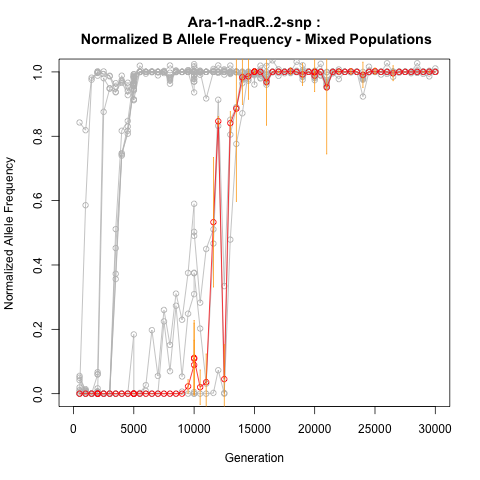 Ara-1-nadR..2-snp :
Normalized B Allele Frequency - Mixed Populations
Normalized Allele Frequency
1.0
0.8
0.6
0.4
0.2
0.0
0 5000 10000 15000 20000 25000 30000
Generation